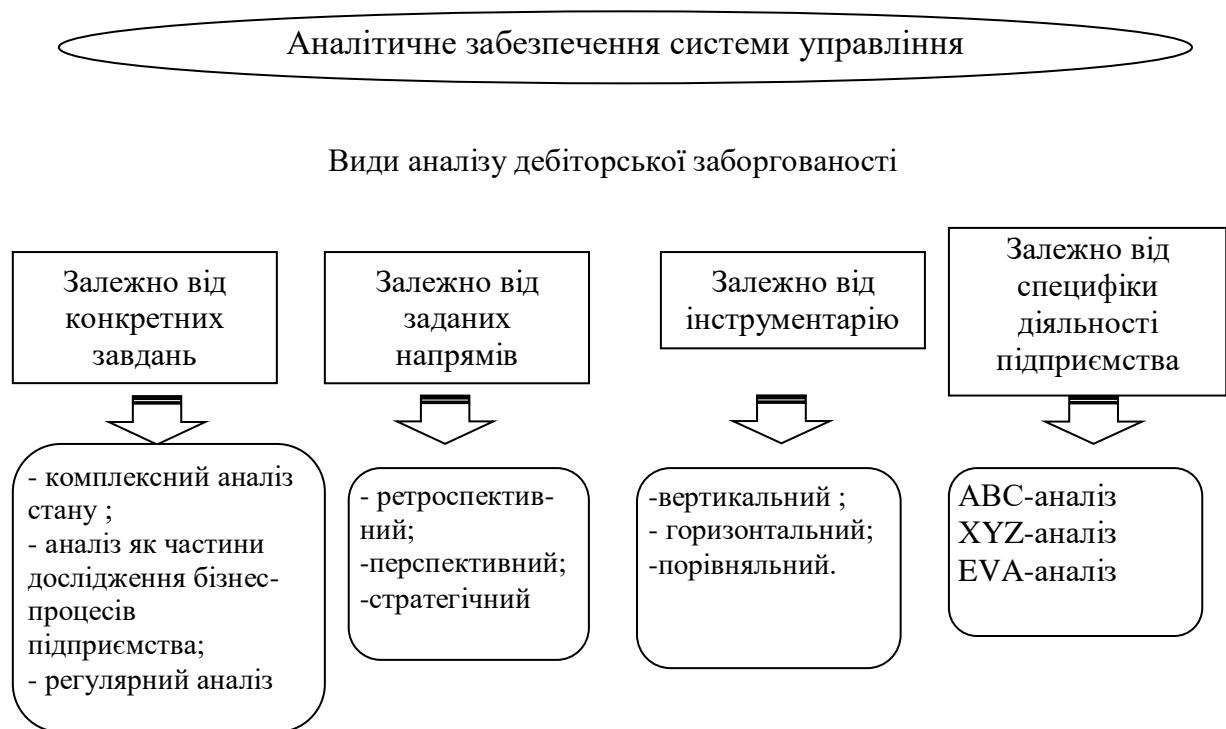 Аналітичне забезпечення системи управління
Види аналізу дебіторської заборгованості
Залежно від
конкретних
завдань
Залежно від
заданих
напрямів
Залежно від
інструментарію
Залежно від
специфіки
діяльності
підприємства
- комплексний аналіз
стану ;
- аналіз як частини
дослідження бізнес-
процесів
підприємства;
- регулярний аналіз
- ретроспектив-
ний;
-перспективний;
-стратегічний
-вертикальний ;
- горизонтальний;
-порівняльний.
ABC-аналіз
XYZ-аналіз
EVA-аналіз